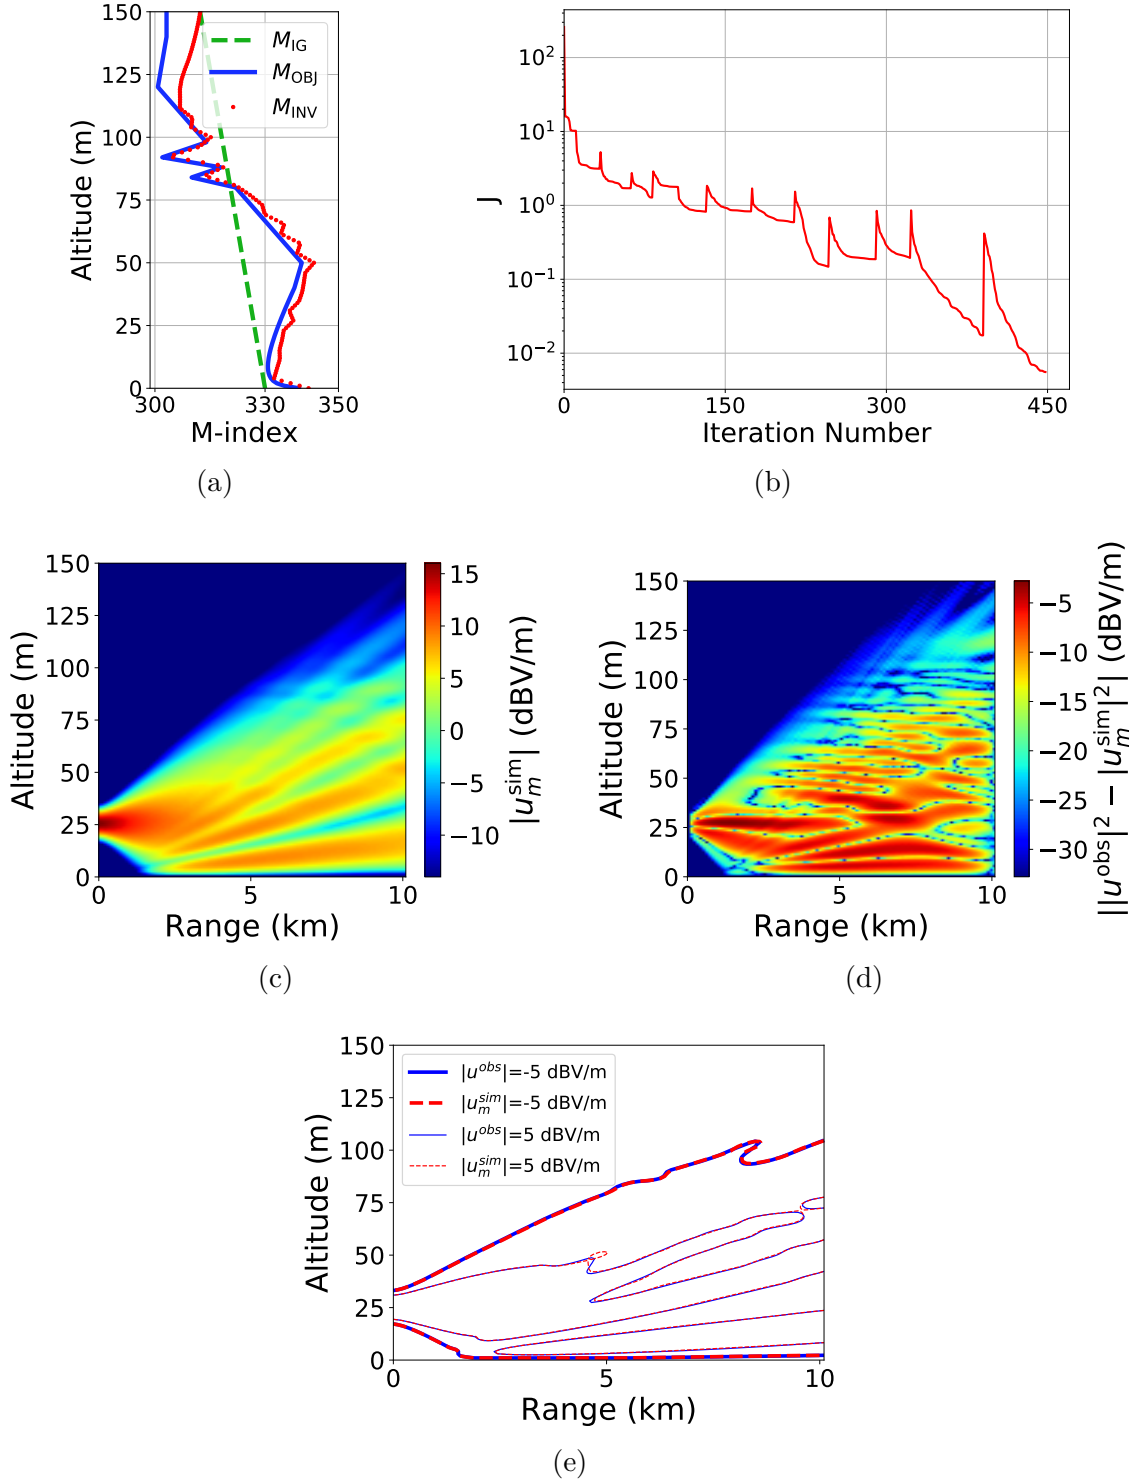 150
125
100
75
50
25
0
300
330
350
Altitude (m)
M-index
M_IG
M_OBJ
M_INV
(a)
10^2
10^1
10^0
10^−1
10^−2
J
0
150
300
450
Iteration Number
(b)
150
125
100
75
50
25
0
Altitude (m)
0
5
10
Range (km)
15
10
5
0
−5
−10
|u_m^sim| (dBV/m)
(c)
150
125
100
75
50
25
0
Altitude (m)
0
5
10
Range (km)
−5
−10
−15
−20
−25
−30
||u^obs|^2 − |u_m^sim|^2| (dBV/m)
(d)
150
125
100
75
50
25
0
Altitude (m)
|u^obs|=-5 dBV/m
|u_m^sim|=-5 dBV/m
|u^obs|=5 dBV/m
|u_m^sim|=5 dBV/m
0
5
10
Range (km)
(e)